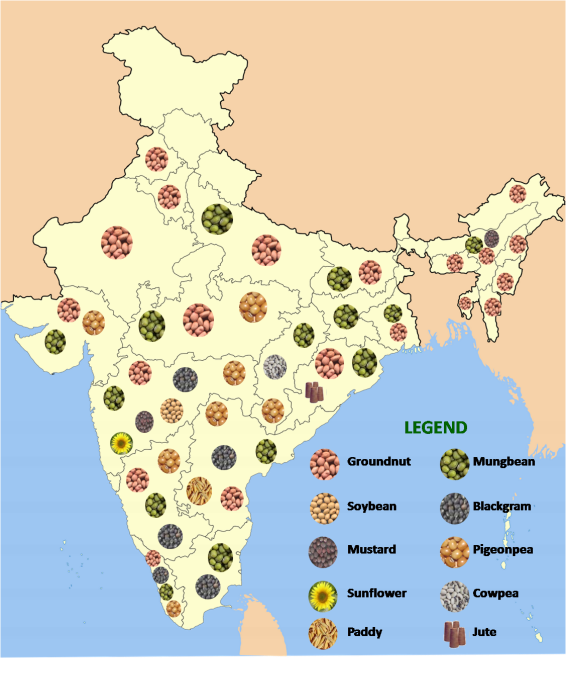 LEGEND
Groundnut
Mungbean
Soybean
Blackgram
Mustard
Pigeonpea
Sunflower
Cowpea
Paddy
Jute